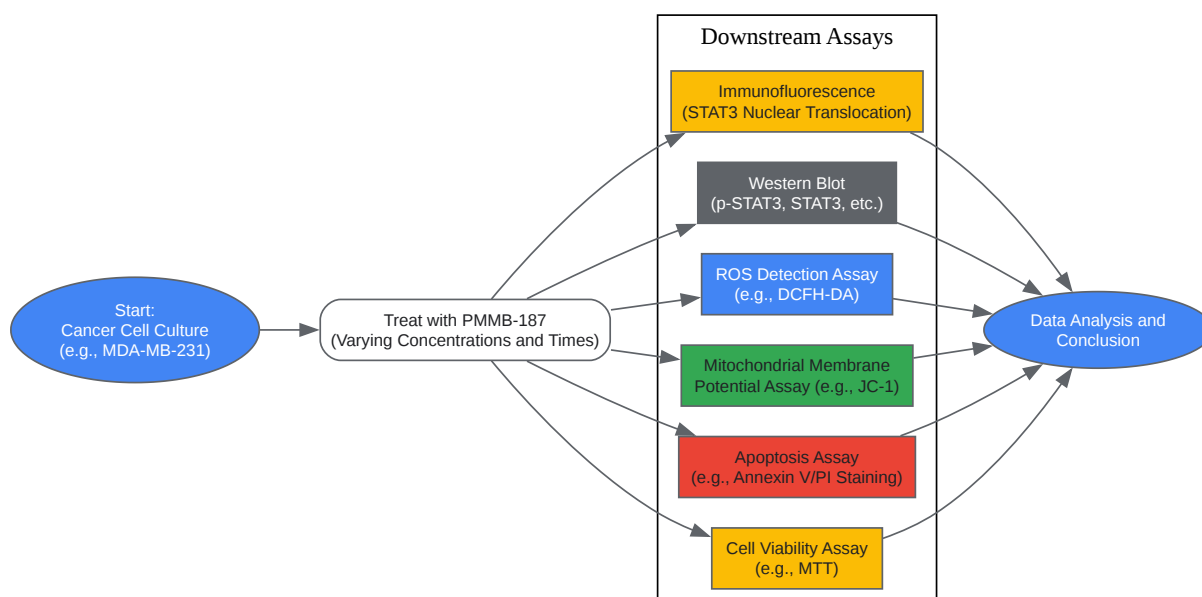 Downstream Assays
Immunofluorescence
(STAT3 Nuclear Translocation)
Western Blot
(p-STAT3, STAT3, etc.)
ROS Detection Assay
(e.g., DCFH-DA)
Start:
Cancer Cell Culture
(e.g., MDA-MB-231)
Treat with PMMB-187
(Varying Concentrations and Times)
Data Analysis and
Conclusion
Mitochondrial Membrane
Potential Assay (e.g., JC-1)
Apoptosis Assay
(e.g., Annexin V/PI Staining)
Cell Viability Assay
(e.g., MTT)